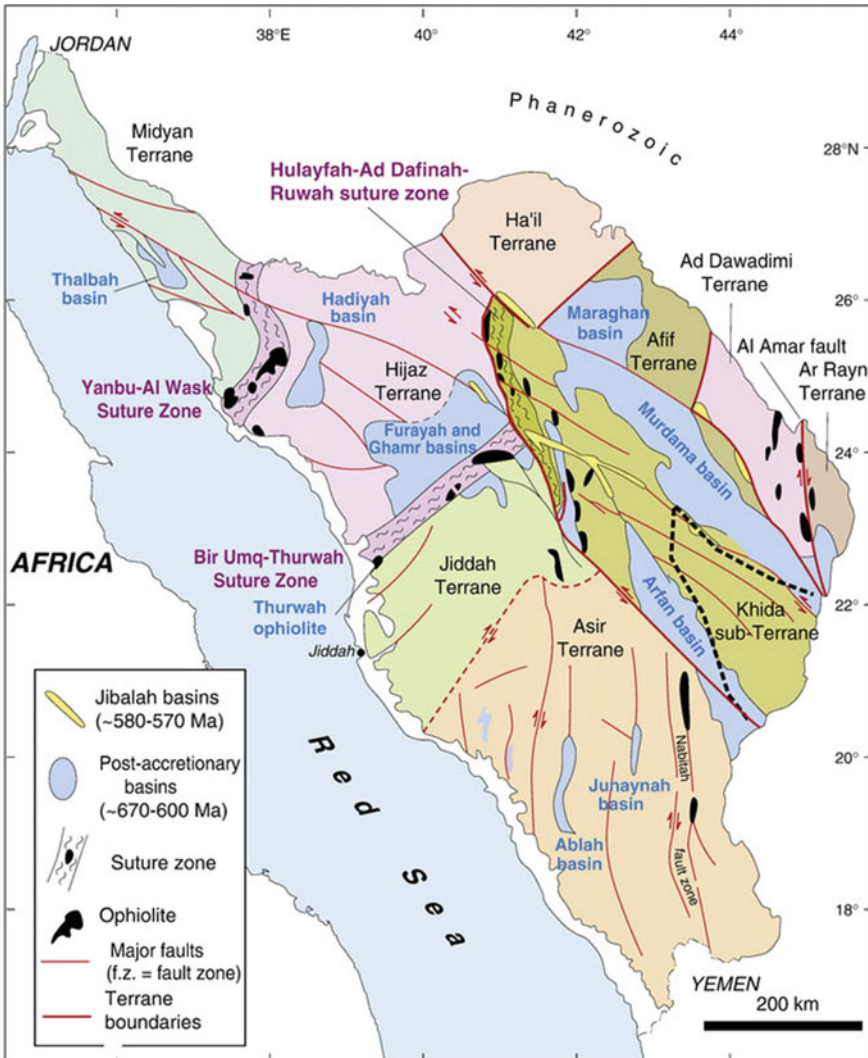 JORDAN
38°E
40°
42°
44°
Phanerozoic
Midyan
Terrane
28°N
Hulayfah-Ad Dafinah-
Ruwah suture zone
Ha'il
Terrane
Ad Dawadimi
Terrane
Thalbah
basin
Hadiyah
basin
Maraghan
basin
26°
Afif
Terrane
Al Amar fault
Ar Rayn
Terrane
Hijaz
Terrane
Yanbu-Al Wask
Suture Zone
Furayah and
Ghamr basins
Murdama basin
24°
AFRICA
Bir Umq-Thurwah
Suture Zone
Thurwah
ophiolite
Jiddah
Terrane
Jiddah
Arfan basin
Khida
sub-Terrane
22°
Asir
Terrane
Red Sea
Nabitah
fault zone
Junaynah
basin
Ablah
basin
20°
18°
YEMEN
200 km
Jibalah basins
(~580-570 Ma)
Post-accretionary
basins
(~670-600 Ma)
Suture zone
Ophiolite
Major faults
(f.z. = fault zone)
Terrane
boundaries